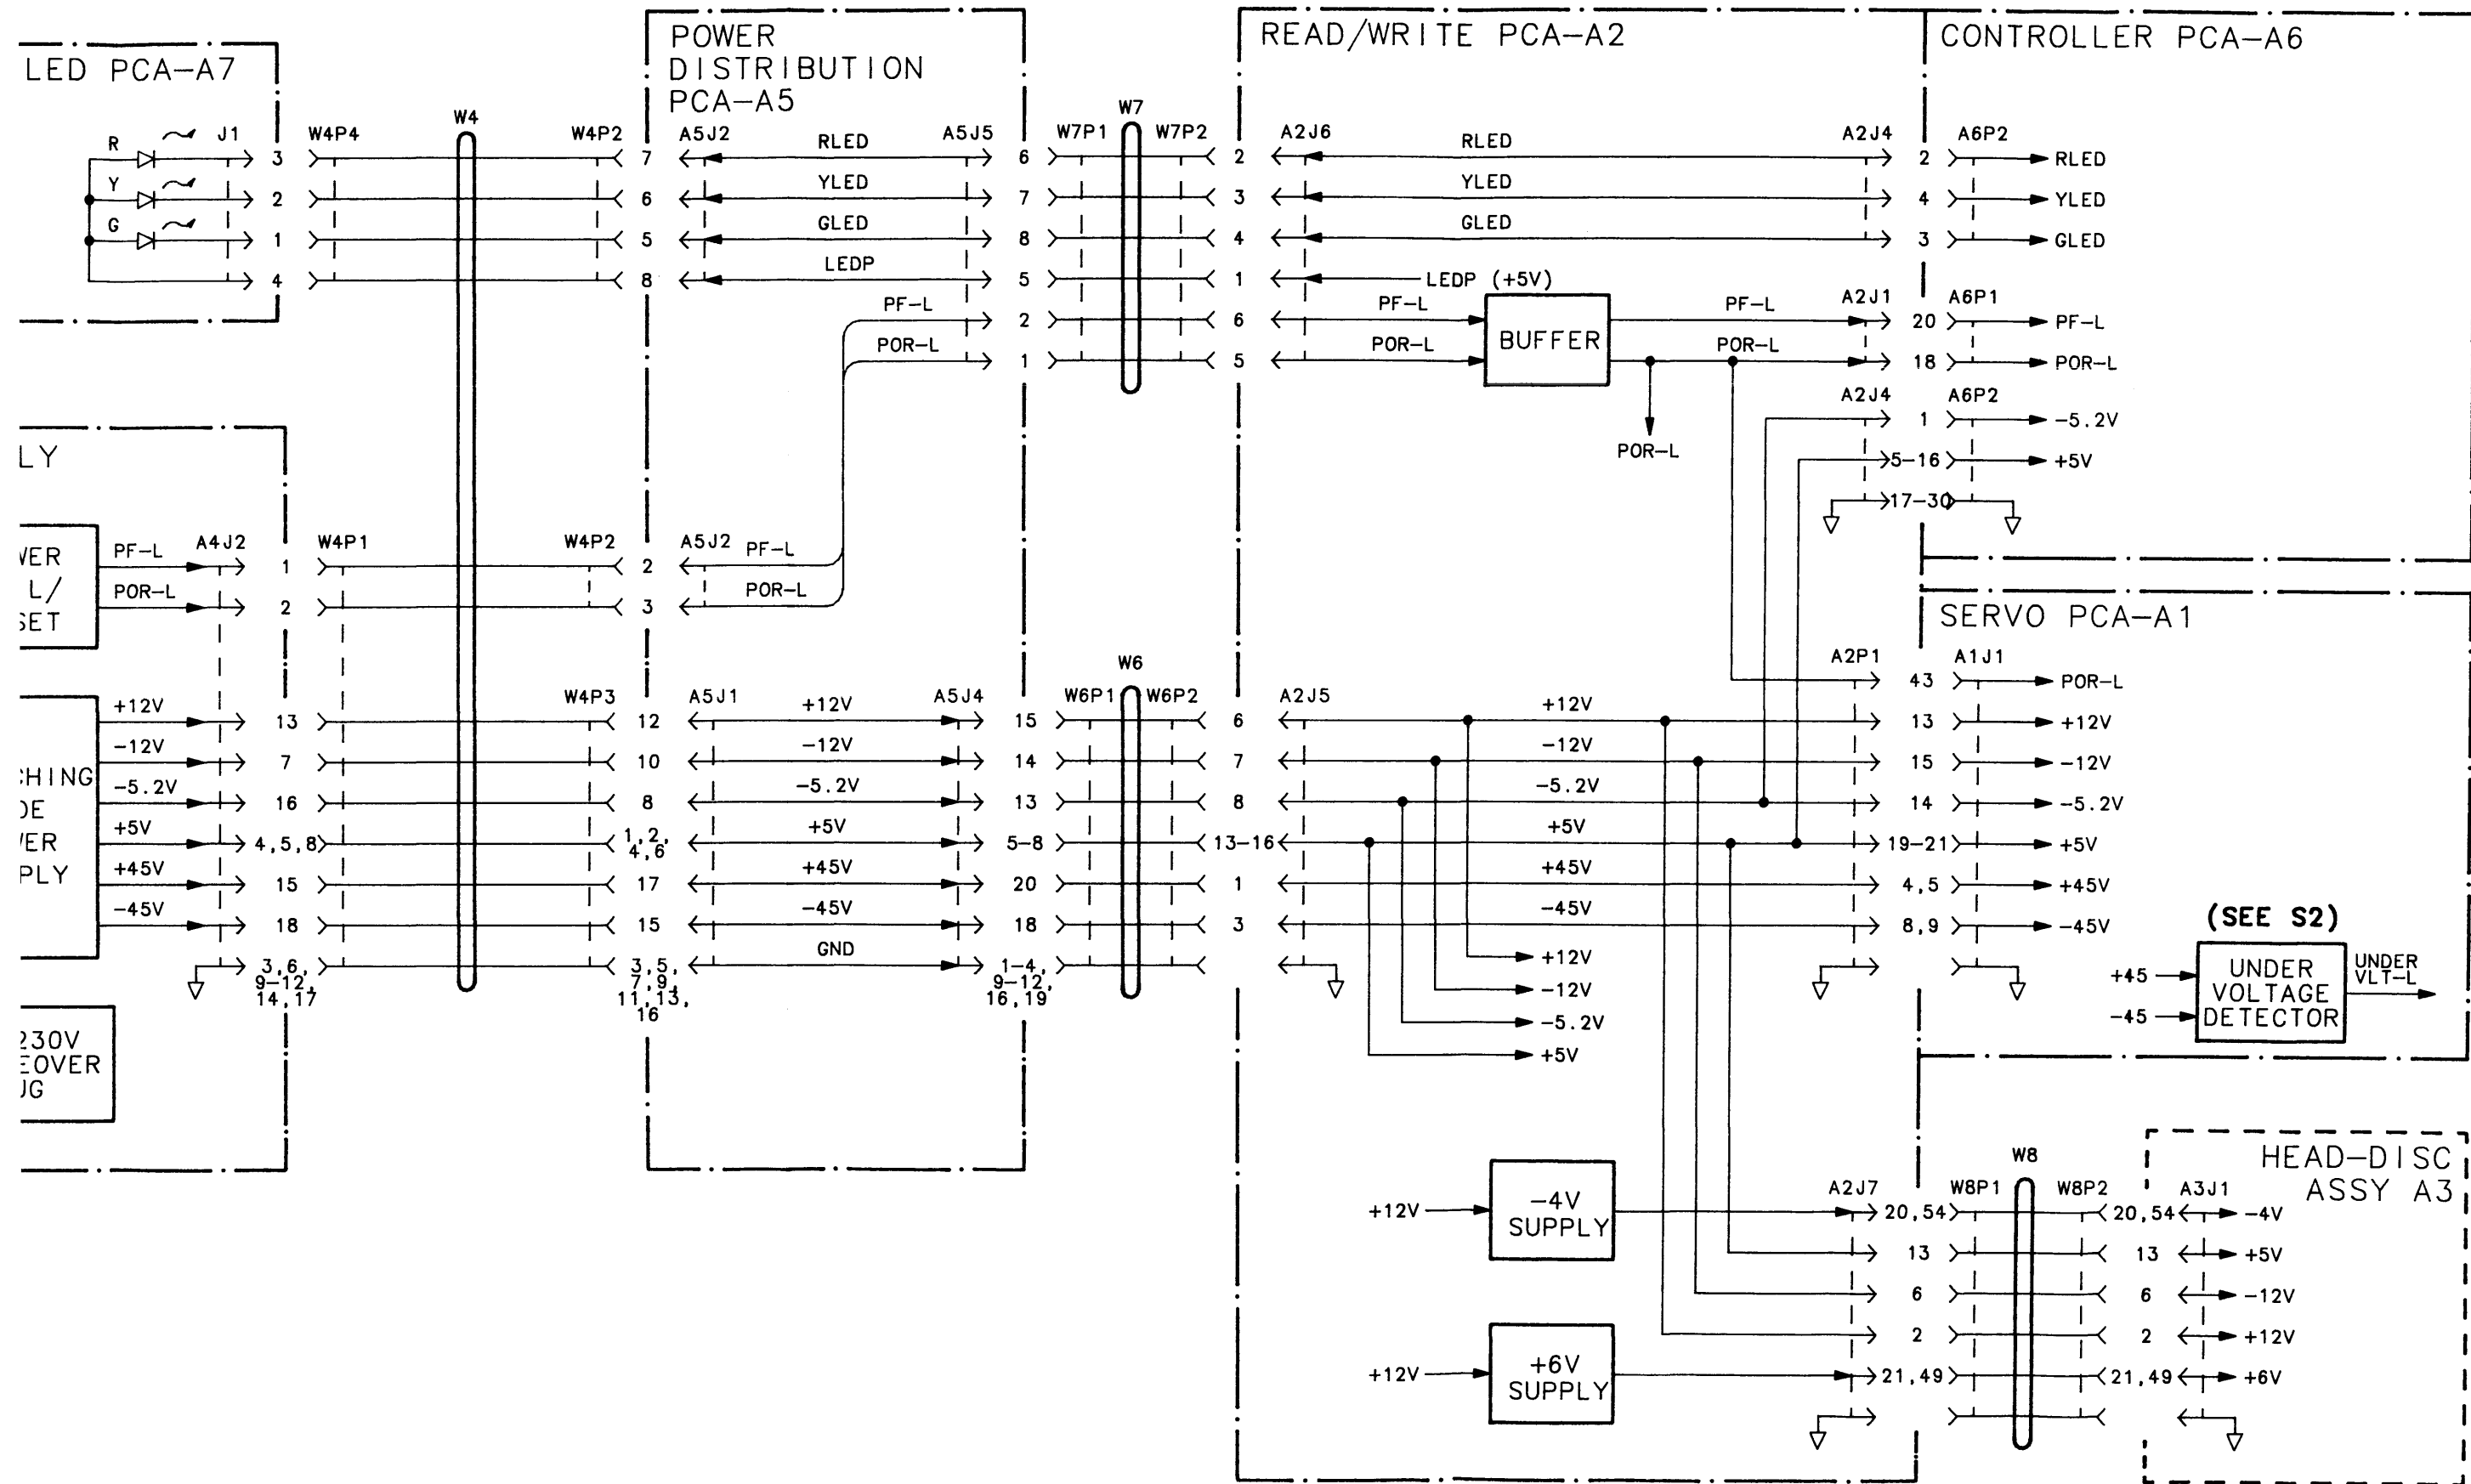 LED PCA-A7
R
Y
G
J1
3
2
1
4
W4P4
W4
W4P2
7
6
5
8
POWER
DISTRIBUTION
PCA-A5
A5J2
RLED
YLED
GLED
LEDP
PF-L
POR-L
A5J5
6
7
8
5
2
1
W7P1
W7
W7P2
2
3
4
1
6
5
READ/WRITE PCA-A2
A2J6
RLED
YLED
GLED
LEDP (+5V)
PF-L
POR-L
BUFFER
PF-L
POR-L
POR-L
A2J4
A2J1
A2J4
CONTROLLER PCA-A6
2
4
3
A6P2
RLED
YLED
GLED
A6P1
20
18
PF-L
POR-L
A6P2
1
5-16
17-30
-5.2V
+5V
LY
PF-L
POR-L
A4J2
1
2
W4P1
W4P2
2
3
A5J2
PF-L
POR-L
L/
+12V
-12V
-5.2V
+5V
+45V
-45V
PLY
13
7
16
4,5,8
15
18
3,6,
9-12,
14,17
W4P3
12
10
8
1,2,
4,6
17
15
3,5,
7,9,
11,13,
16
A5J1
+12V
-12V
-5.2V
+5V
+45V
-45V
GND
A5J4
15
14
13
5-8
20
18
1-4,
9-12,
16,19
W6P1
W6
W6P2
6
7
8
13-16
1
3
A2J5
+12V
-12V
-5.2V
+5V
+45V
-45V
+12V
-12V
-5.2V
+5V
A2P1
SERVO PCA-A1
A1J1
43
13
15
14
19-21
4,5
8,9
POR-L
+12V
-12V
-5.2V
+5V
+45V
-45V
(SEE S2)
+45
-45
UNDER
VOLTAGE
DETECTOR
UNDER
VLT-L
230V
+12V
-4V
SUPPLY
+12V
+6V
SUPPLY
A2J7
20,54
13
6
2
21,49
W8P1
W8
W8P2
20,54
13
6
2
21,49
HEAD-DISC
ASSY A3
A3J1
-4V
+5V
-12V
+12V
+6V